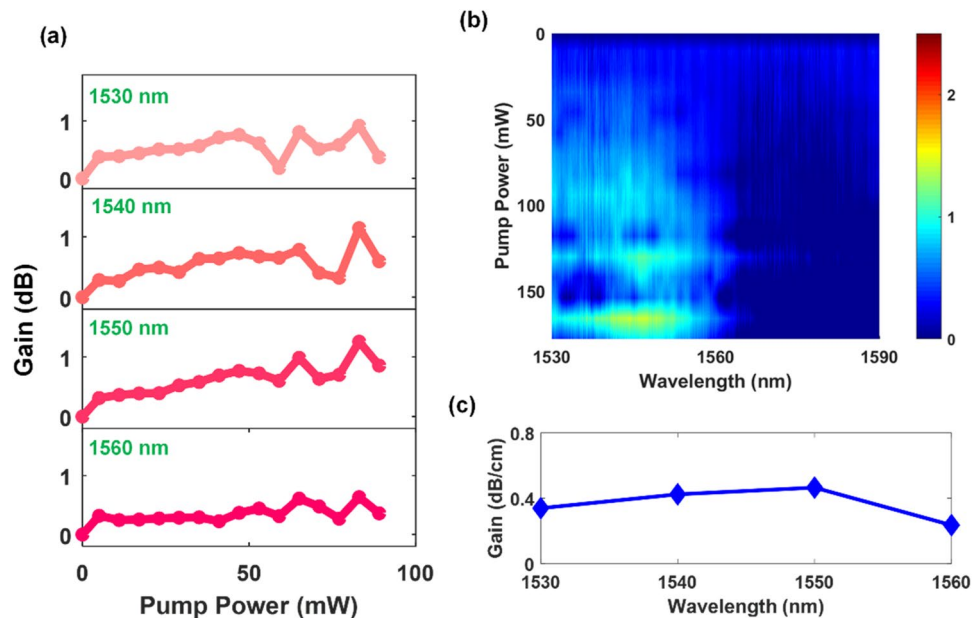 (a)
1530 nm
1
0
1540 nm
1
0
1550 nm
1
0
1560 nm
1
0
0 50 100
Gain (dB)
Pump Power (mW)
(b)
0
50
100
150
Pump Power (mW)
1530 1560 1590
Wavelength (nm)
2
1
0
(c)
0.8
0.4
0
Gain (dB/cm)
1530 1540 1550 1560
Wavelength (nm)